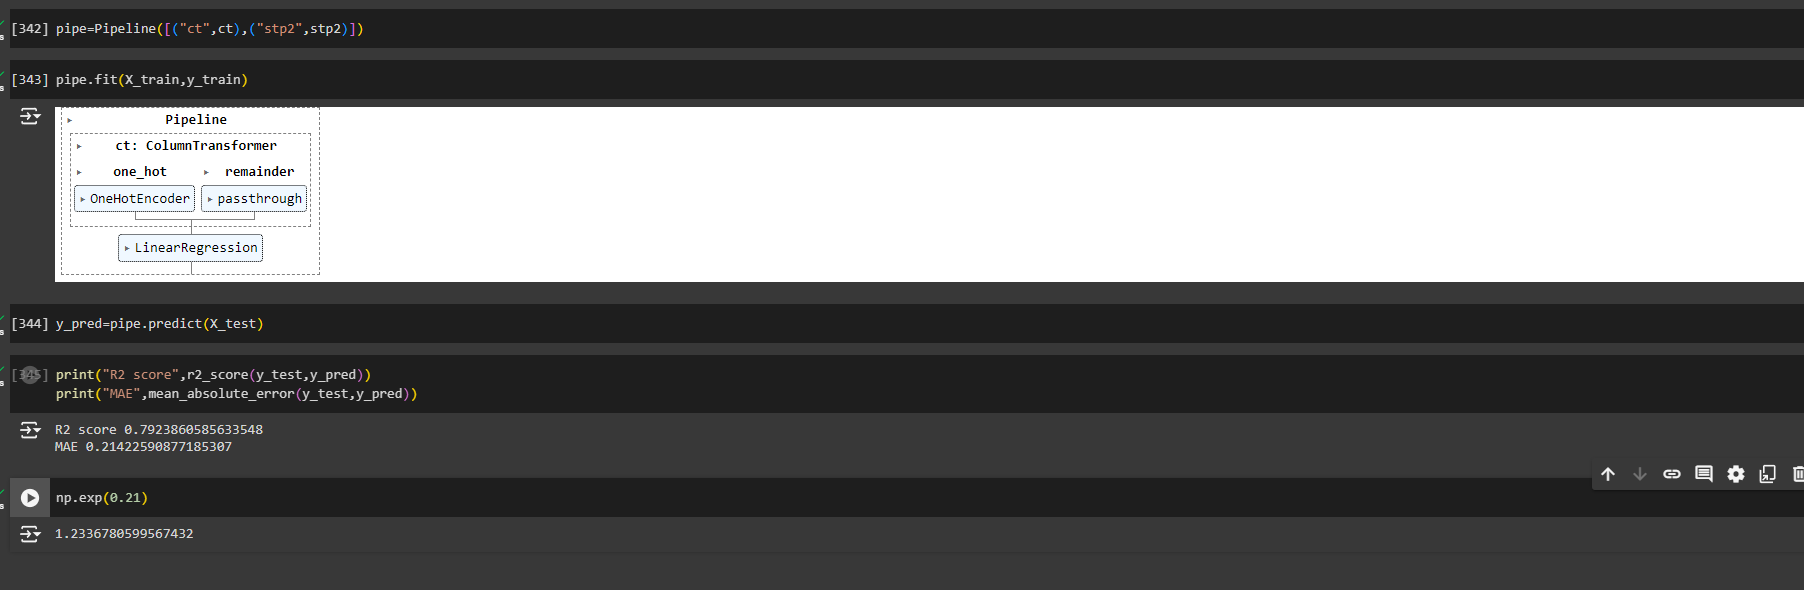 [342] pipe=Pipeline([("ct",ct),("stp2",stp2)])
[343] pipe.fit(X_train,y_train)
Pipeline
ct: ColumnTransformer
one_hot remainder
OneHotEncoder passthrough
LinearRegression
[344] y_pred=pipe.predict(X_test)
[345] print("R2 score",r2_score(y_test,y_pred))
print("MAE",mean_absolute_error(y_test,y_pred))
R2 score 0.7923860585633548
MAE 0.21422590877185307
np.exp(0.21)
1.2336780599567432